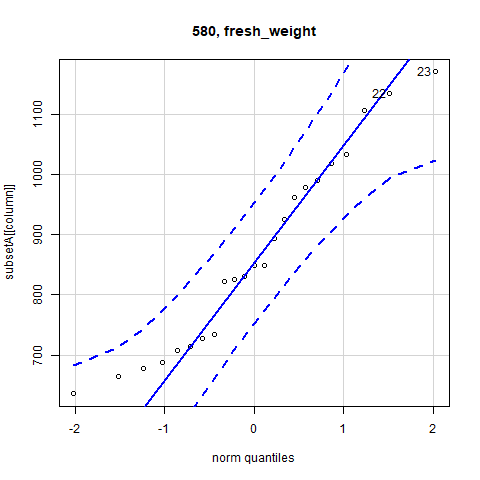 580, fresh_weight
subsetA[[column]]
1100
1000
900
800
700
23
22
-2 -1 0 1 2
norm quantiles